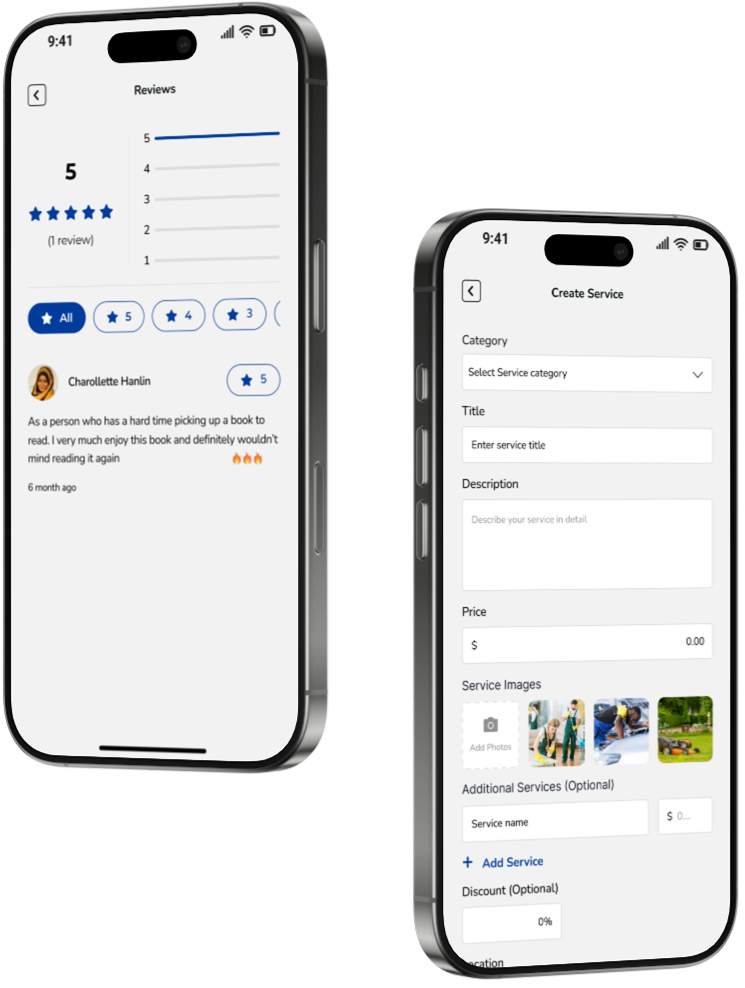 9:41
Reviews
5
4
3
2
1
5
(1 review)
All
5
4
3
Charollette Hanlin
5
As a person who has a hard time picking up a book to
read. I very much enjoy this book and definitely wouldn't
mind reading it again 🔥🔥🔥
6 month ago
9:41
Create Service
Category
Select Service category
Title
Enter service title
Description
Describe your service in detail
Price
$ 0.00
Service Images
Add Photos
Additional Services (Optional)
Service name
$ 0....
+ Add Service
Discount (Optional)
0%
ocation